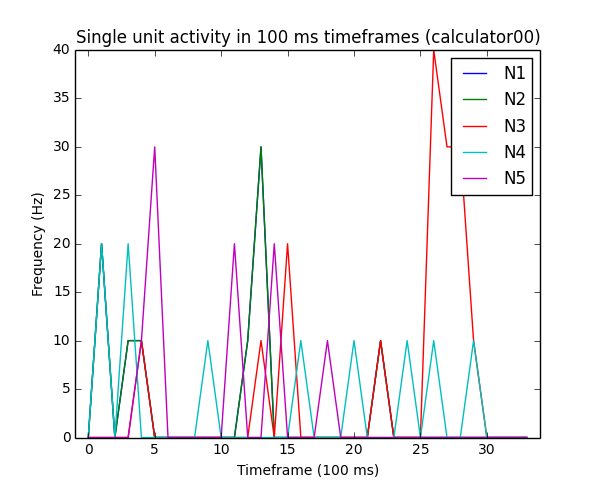 Single unit activity in 100 ms timeframes (calculator00)
40
35
30
25
20
15
10
5
0
Frequency (Hz)
N1
N2
N3
N4
N5
0 5 10 15 20 25 30
Timeframe (100 ms)